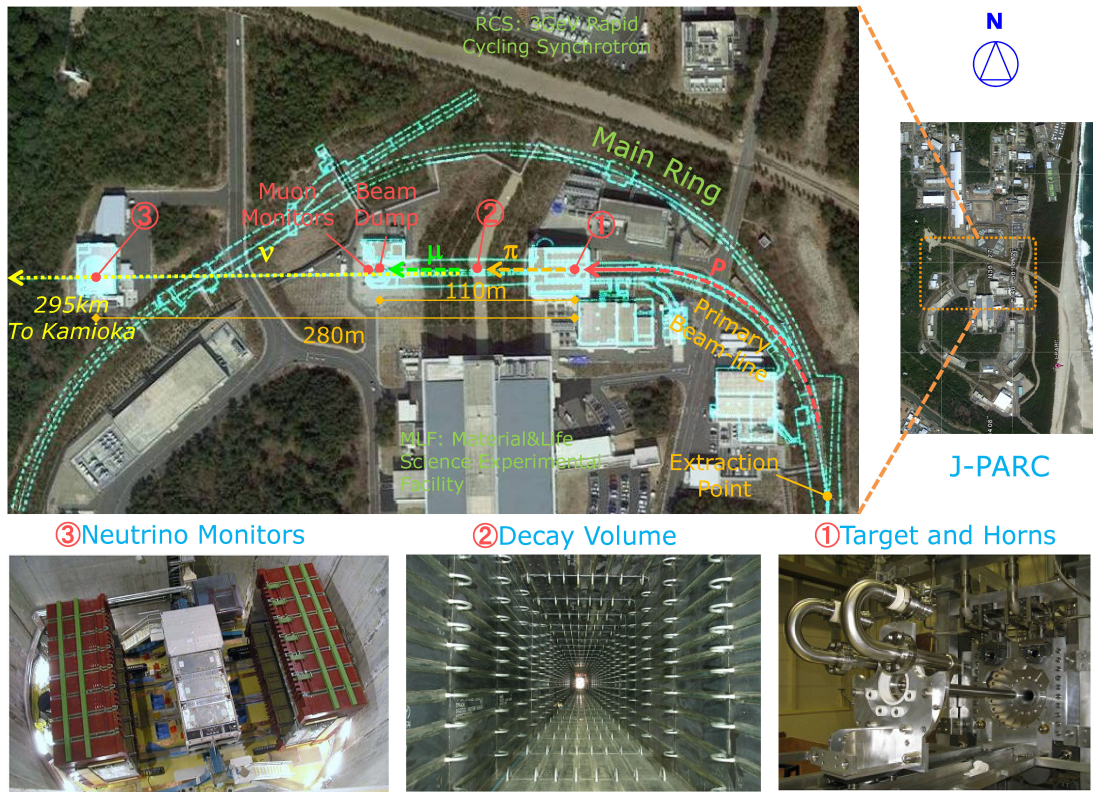 RCS: 3GeV Rapid
Cycling Synchrotron
N
Main Ring
Muon
Monitors
Beam
Dump
③
②
①
ν
μ
π
P
110m
280m
295km
To Kamioka
Primary
Beam-line
MLF: Material&Life
Science Experimental
Facility
Extraction
Point
J-PARC
③Neutrino Monitors
②Decay Volume
①Target and Horns